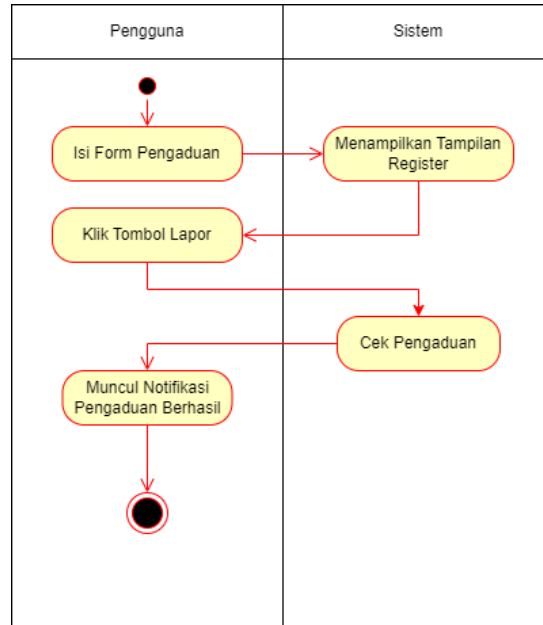 Pengguna
Sistem
Isi Form Pengaduan
Menampilkan Tampilan
Register
Klik Tombol Lapor
Cek Pengaduan
Muncul Notifikasi
Pengaduan Berhasil